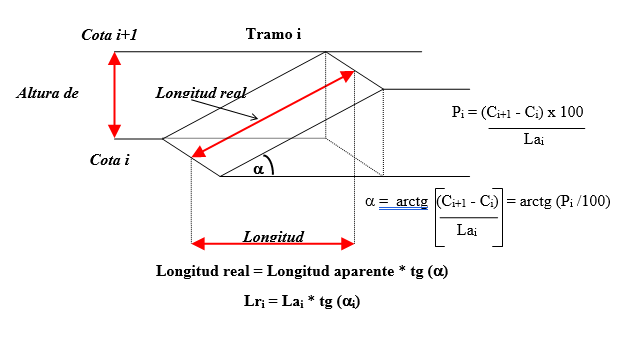 Cota i+1
Tramo i
Altura de
Longitud real
Pᵢ = (Cᵢ₊₁ - Cᵢ) x 100
Laᵢ
Cota i
α
α = arctg (Cᵢ₊₁ - Cᵢ) = arctg (Pᵢ /100)
Laᵢ
Longitud
Longitud real = Longitud aparente * tg (α)
Lrᵢ = Laᵢ * tg (αᵢ)